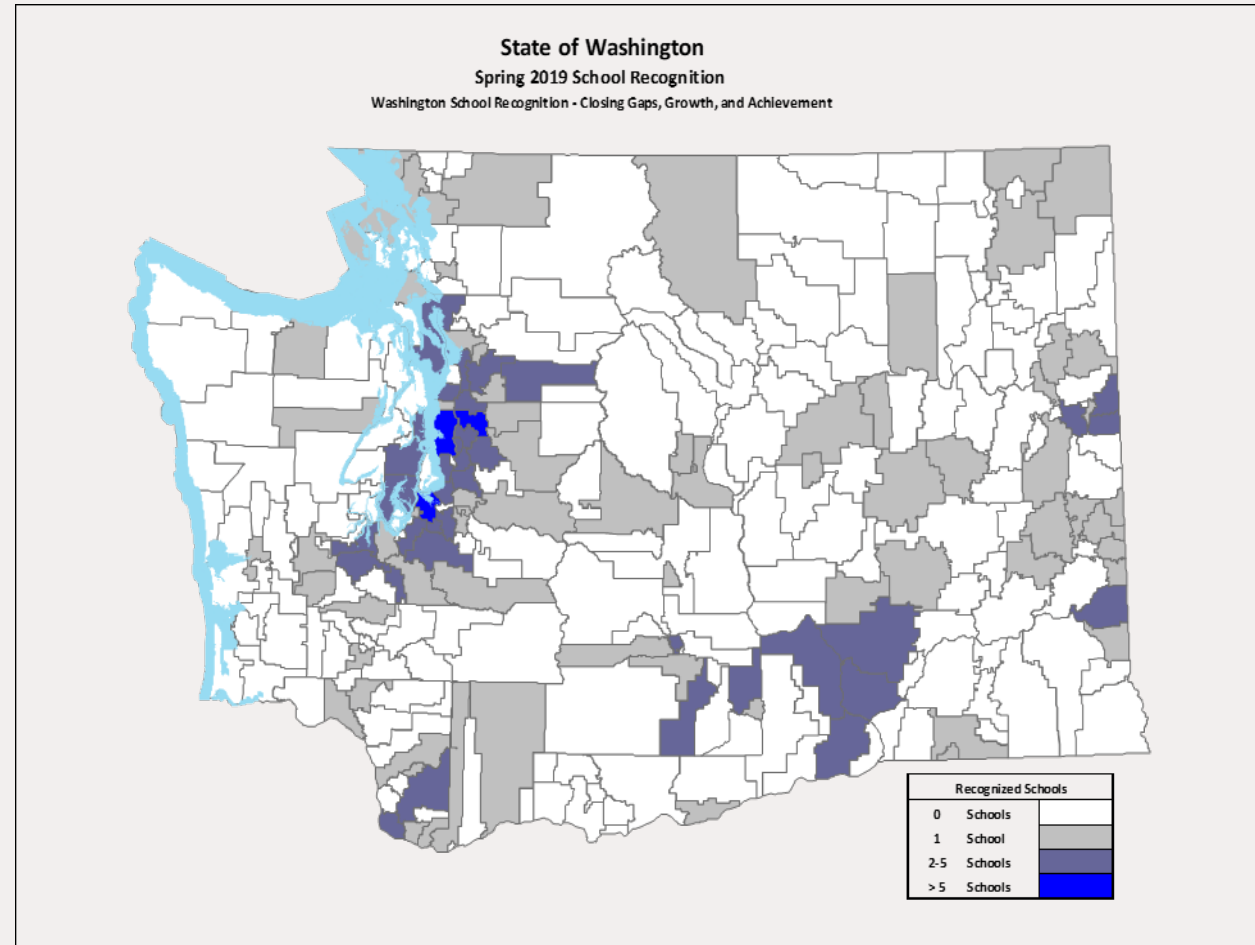 State of Washington
Spring 2019 School Recognition
Washington School Recognition - Closing Gaps, Growth, and Achievement
Recognized Schools
0 Schools
1 School
2-5 Schools
> 5 Schools